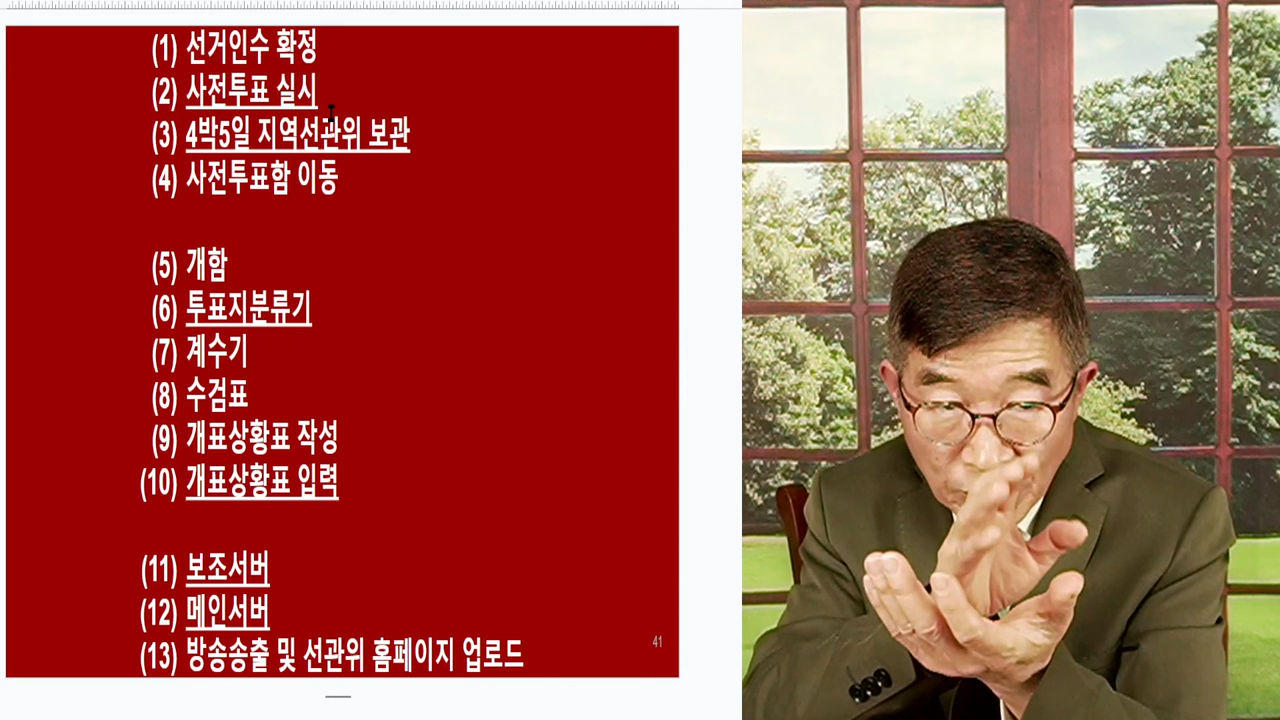 (1) 선거인수 확정
(2) 사전투표 실시
(3) 4박5일 지역선관위 보관
(4) 사전투표함 이동
(5) 개함
(6) 투표지분류기
(7) 계수기
(8) 수검표
(9) 개표상황표 작성
(10) 개표상황표 입력
(11) 보조서버
(12) 메인서버
(13) 방송송출 및 선관위 홈페이지 업로드
41